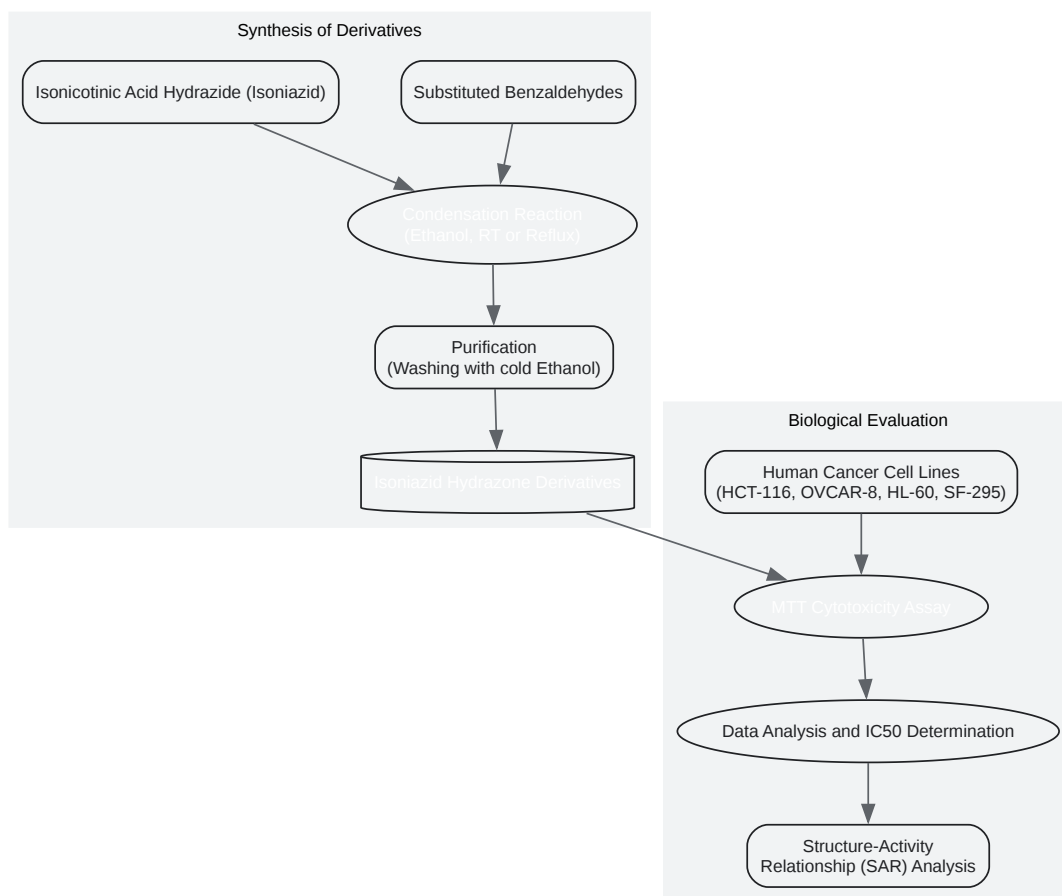 Synthesis of Derivatives
Isonicotinic Acid Hydrazide (Isoniazid)
Substituted Benzaldehydes
Condensation Reaction
(Ethanol, RT or Reflux)
Purification
(Washing with cold Ethanol)
Isoniazid Hydrazone Derivatives
Biological Evaluation
Human Cancer Cell Lines
(HCT-116, OVCAR-8, HL-60, SF-295)
MTT Cytotoxicity Assay
Data Analysis and IC50 Determination
Structure-Activity
Relationship (SAR) Analysis